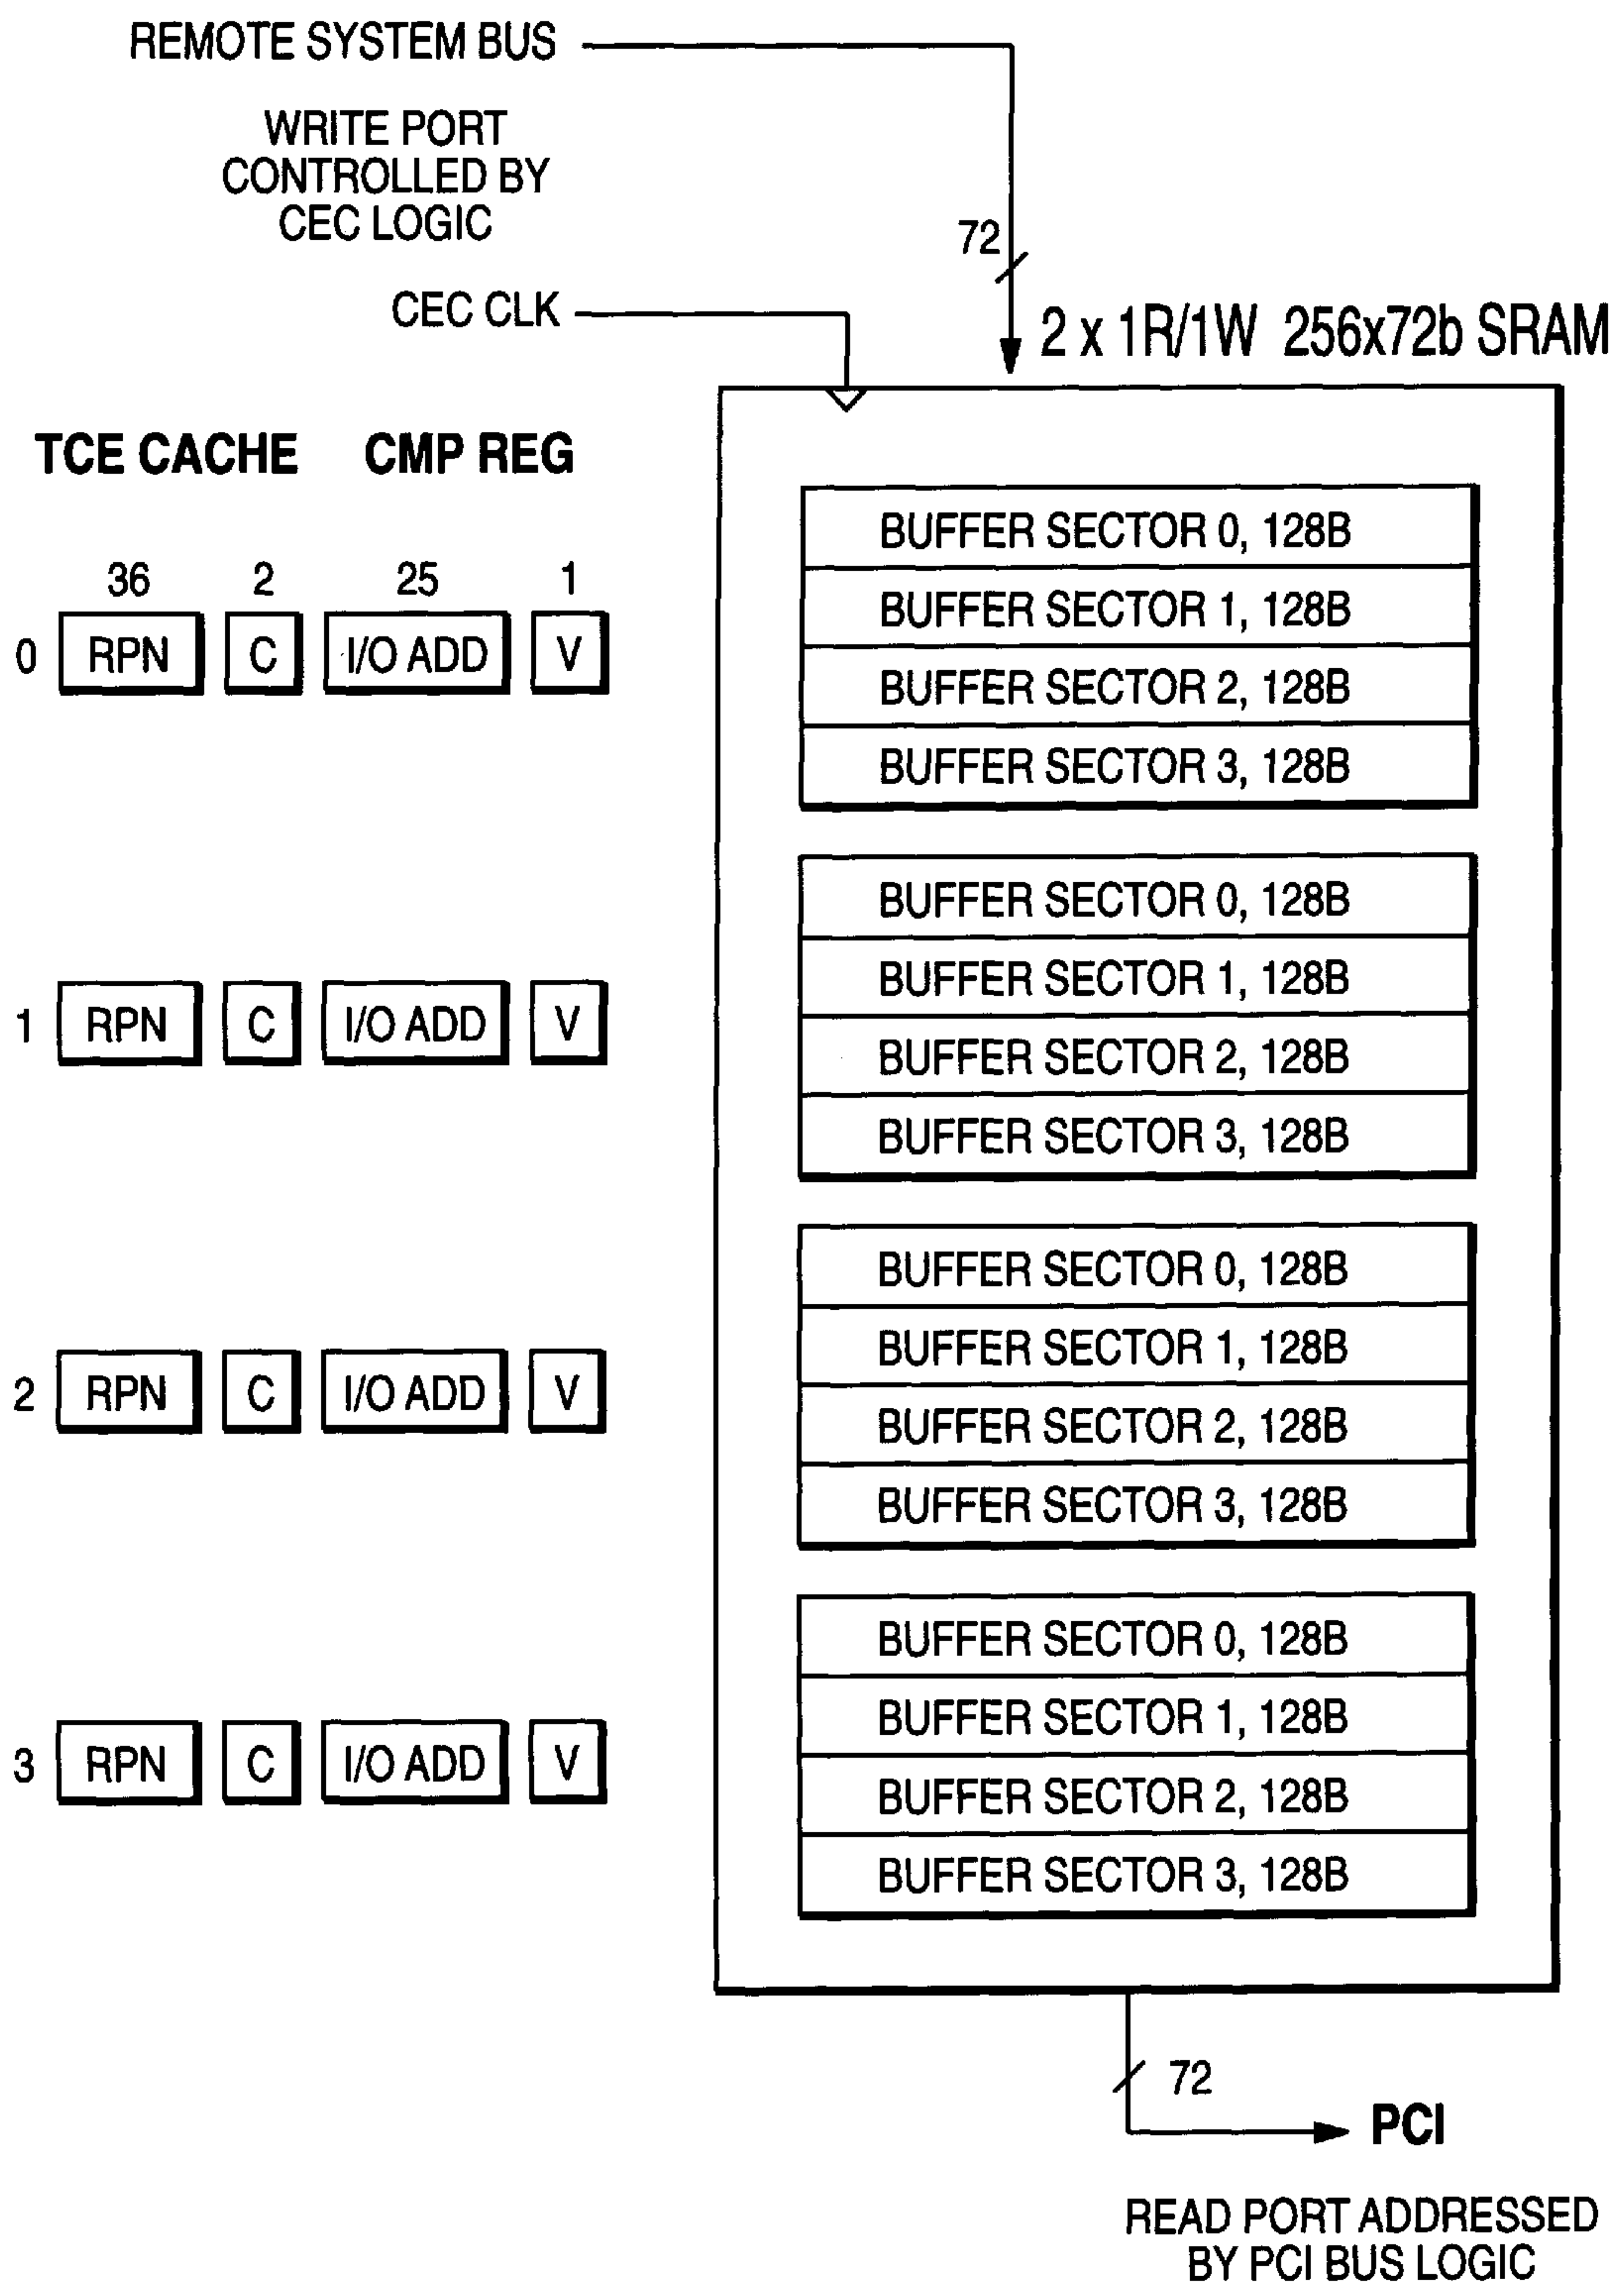 REMOTE SYSTEM BUS
WRITE PORT
CONTROLLED BY
CEC LOGIC
72
CEC CLK
2 x 1R/1W 256x72b SRAM
TCE CACHE CMP REG
36 2 25 1
0 RPN C I/O ADD V
BUFFER SECTOR 0, 128B
BUFFER SECTOR 1, 128B
BUFFER SECTOR 2, 128B
BUFFER SECTOR 3, 128B
1 RPN C I/O ADD V
BUFFER SECTOR 0, 128B
BUFFER SECTOR 1, 128B
BUFFER SECTOR 2, 128B
BUFFER SECTOR 3, 128B
2 RPN C I/O ADD V
BUFFER SECTOR 0, 128B
BUFFER SECTOR 1, 128B
BUFFER SECTOR 2, 128B
BUFFER SECTOR 3, 128B
3 RPN C I/O ADD V
BUFFER SECTOR 0, 128B
BUFFER SECTOR 1, 128B
BUFFER SECTOR 2, 128B
BUFFER SECTOR 3, 128B
72
PCI
READ PORT ADDRESSED
BY PCI BUS LOGIC